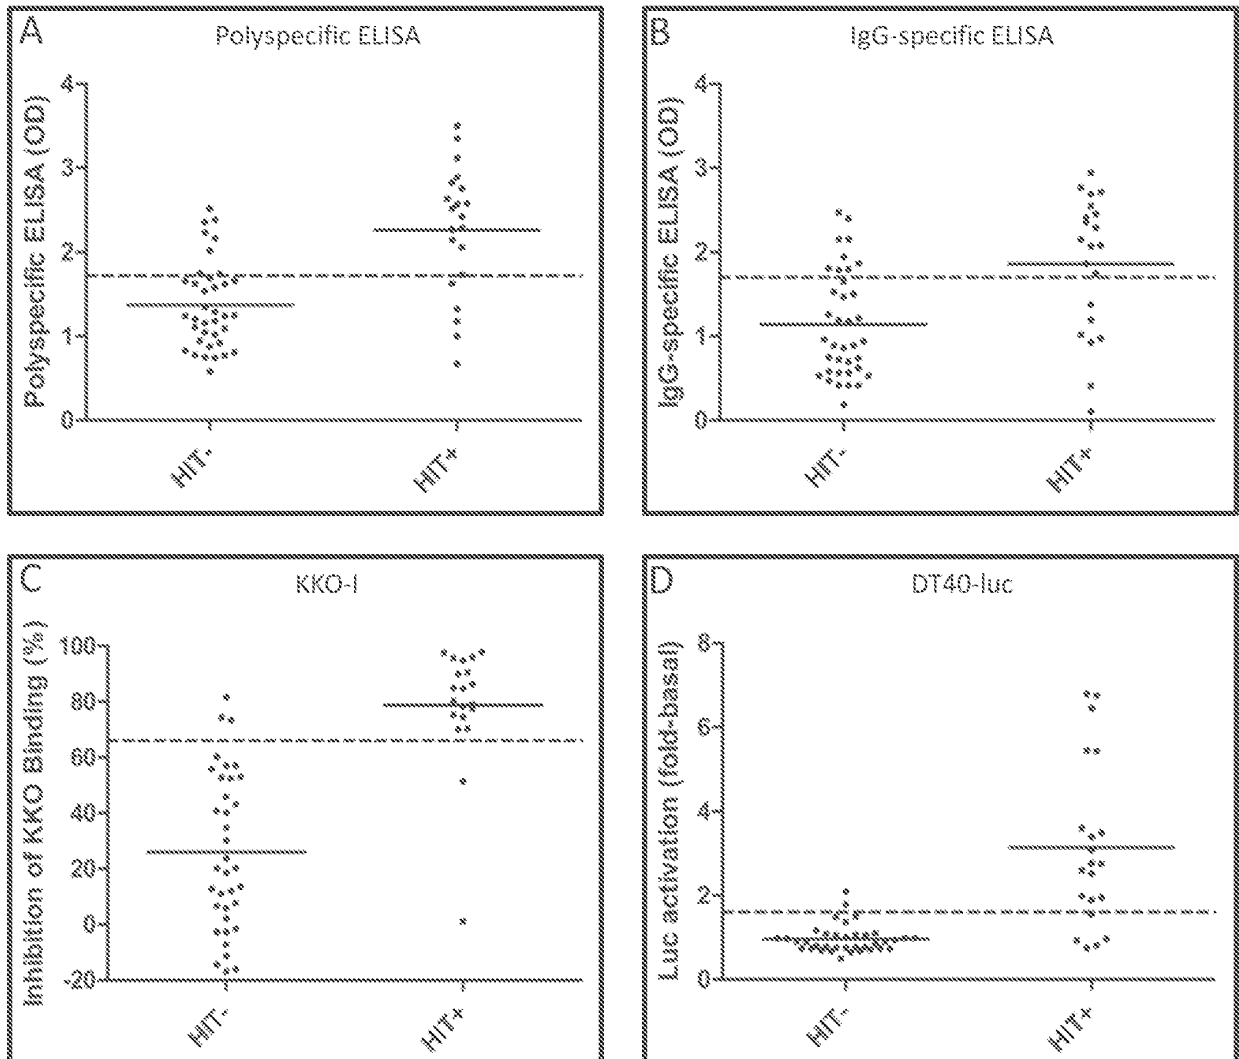 A
Polyspecific ELISA
Polyspecific ELISA (OD)
4
3
2
1
0
HIT-
HIT+
B
IgG-specific ELISA
IgG-specific ELISA (OD)
4
3
2
1
0
HIT-
HIT+
C
KKO-I
Inhibition of KKO Binding (%)
100
80
60
40
20
0
-20
HIT-
HIT+
D
DT40-luc
Luc activation (fold-basal)
8
6
4
2
0
HIT-
HIT+